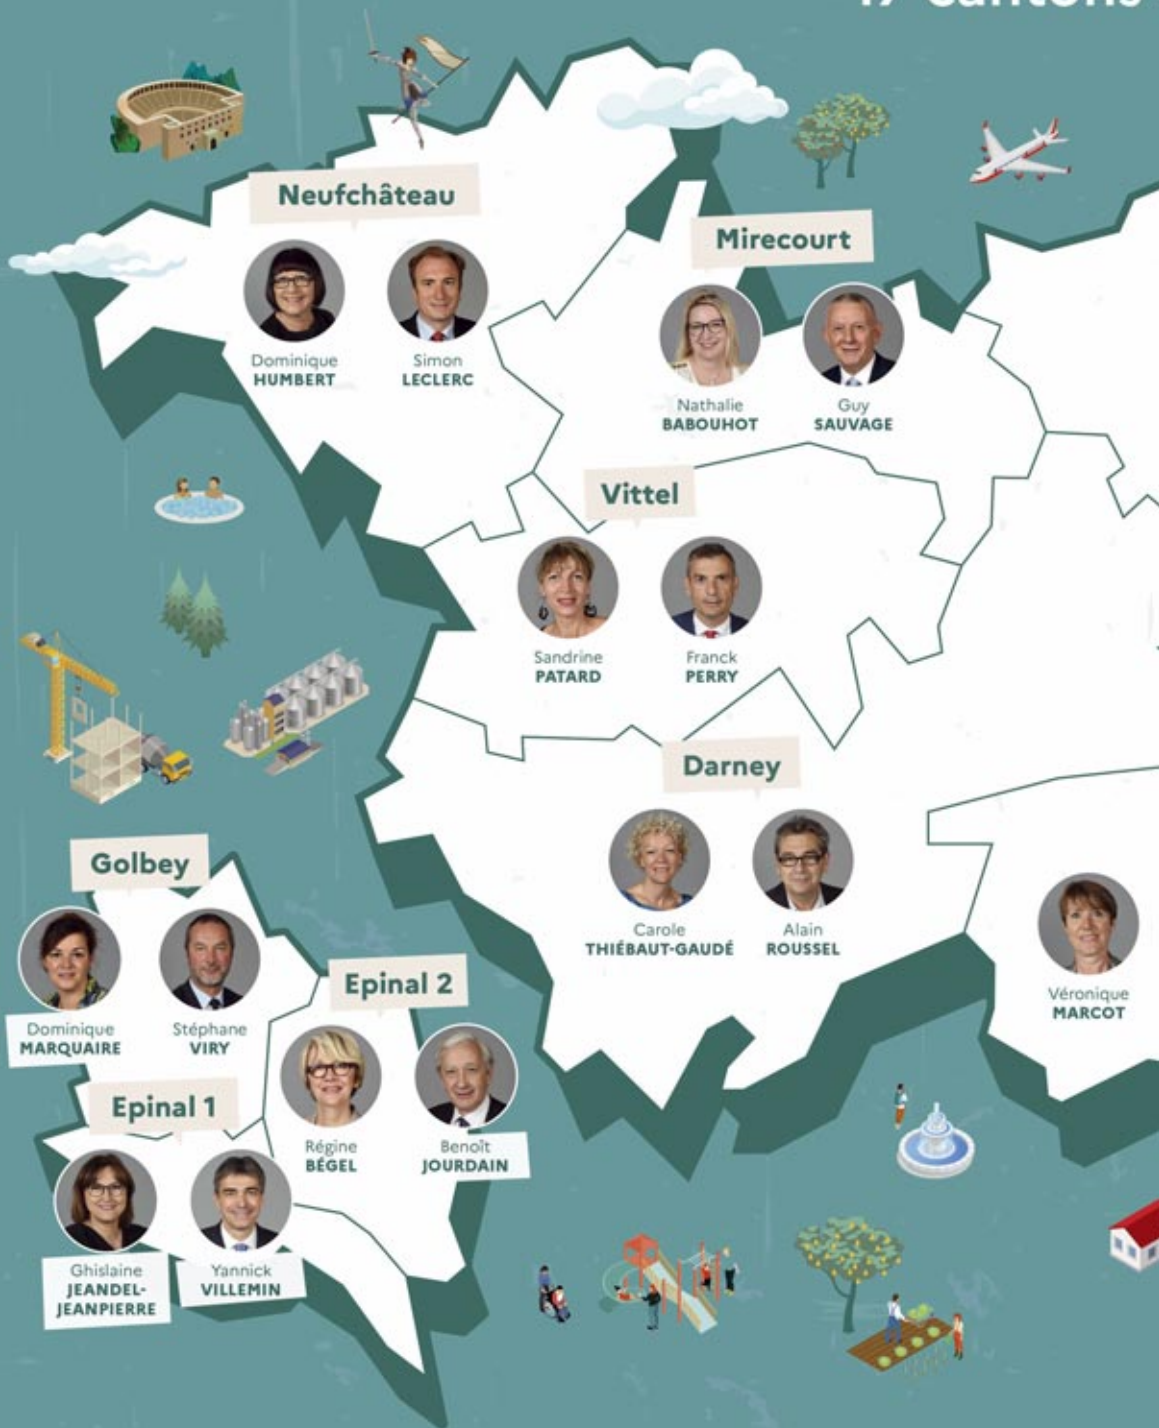 17 Cantons
Neufchâteau
Dominique
HUMBERT
Simon
LECLERC
Mirecourt
Nathalie
BABOUHOT
Guy
SAUVAGE
Vittel
Sandrine
PATARD
Franck
PERRY
Darney
Carole
THIÉBAUT-GAUDÉ
Alain
ROUSSEL
Véronique
MARCOT
Golbey
Dominique
MARQUAIRE
Stéphane
VIRY
Epinal 2
Régine
BÉGEL
Benoît
JOURDAIN
Epinal 1
Ghislaine
JEANDEL-
JEANPIERRE
Yannick
VILLEMIN